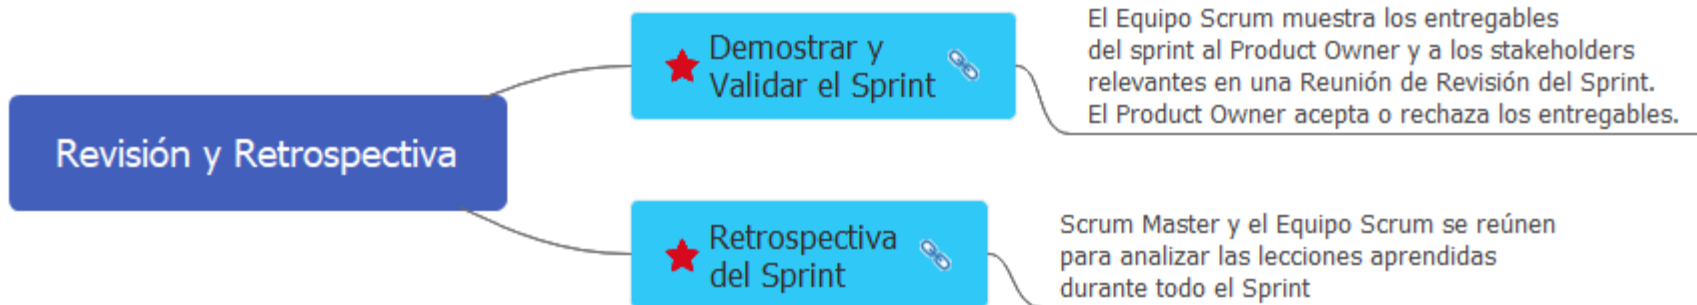 Revisión y Retrospectiva
Demostrar y
Validar el Sprint
El Equipo Scrum muestra los entregables
del sprint al Product Owner y a los stakeholders
relevantes en una Reunión de Revisión del Sprint.
El Product Owner acepta o rechaza los entregables.
Retrospectiva
del Sprint
Scrum Master y el Equipo Scrum se reúnen
para analizar las lecciones aprendidas
durante todo el Sprint